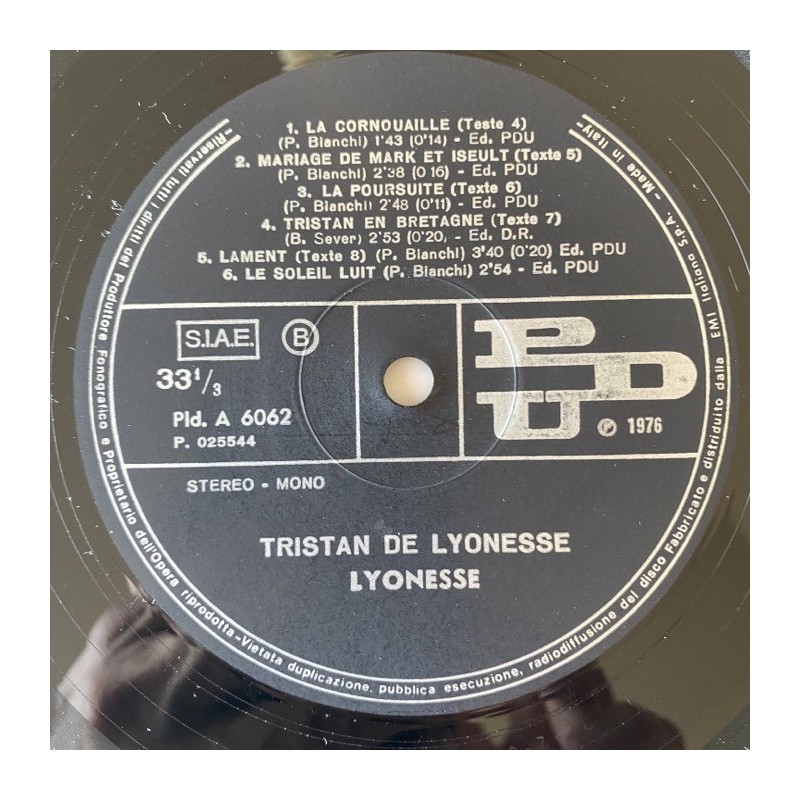 1. LA CORNOUAILLE (Teste 4)
(P. Bianchi) 1'43 (0'14) - Ed. PDU
2. MARIAGE DE MARK ET ISEULT (Texte 5)
(P. Bianchi) 2'38 (0 16) - Ed. PDU
3. LA POURSUITE (Texte 6)
(P. Bianchi) 2'48 (0'11) - Ed. PDU
4. TRISTAN EN BRETAGNE (Texte 7)
(B. Sever) 2'53 (0'20, - Ed. D.R.
5. LAMENT (Texte 8) (P. Bianchi) 3'40 (0'20) Ed. PDU
6. LE SOLEIL LUIT (P. Bianchi) 2'54 - Ed. PDU
S.I.A.E. B
33 1/3
Pld. A 6062
P. 025544
STEREO - MONO
PDU
℗ 1976
TRISTAN DE LYONESSE
LYONESSE
-Riservati tutti i diritti del Produttore Fonografico e Proprietario dell'Opera riprodotta-Vietata duplicazione, pubblica esecuzione, radiodiffusione del disco Fabbricato e distribuito dalla EMI Italiana S.p.A. -Made in Italy-